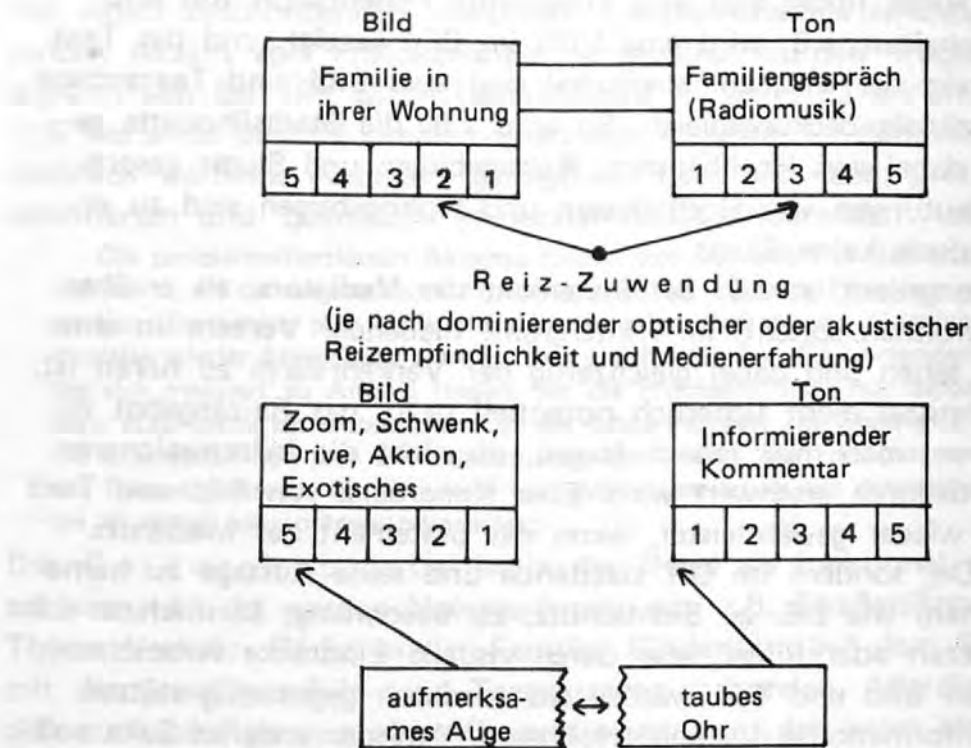 Bild Ton
Familie in
ihrer Wohnung
Familiengespräch
(Radiomusik)
5 4 3 2 1
1 2 3 4 5
Reiz-Zuwendung
(je nach dominierender optischer oder akustischer
Reizempfindlichkeit und Medienerfahrung)
Bild Ton
Zoom, Schwenk,
Drive, Aktion,
Exotisches
Informierender
Kommentar
5 4 3 2 1
1 2 3 4 5
aufmerksa-
mes Auge
taubes
Ohr